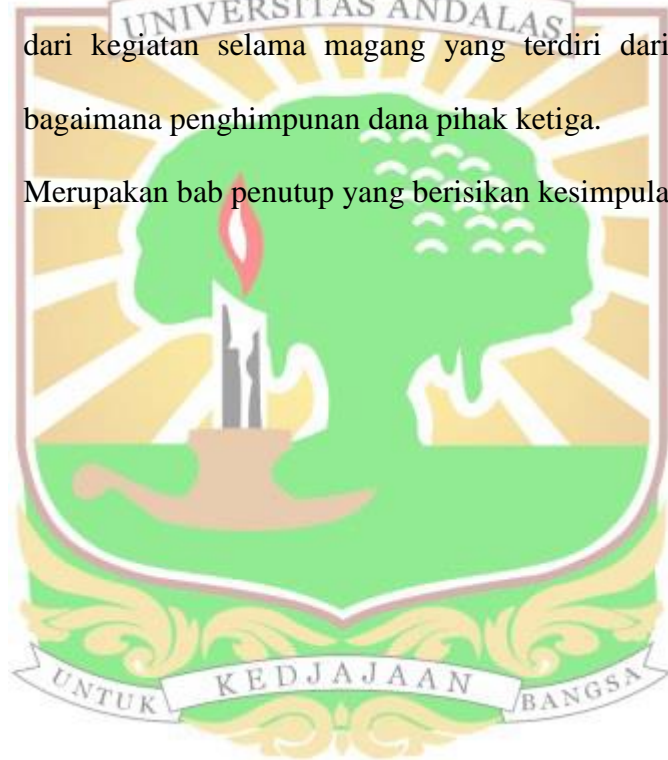 UNIVERSITAS ANDALAS
dari kegiatan selama magang yang terdiri dari
bagaimana penghimpunan dana pihak ketiga.
Merupakan bab penutup yang berisikan kesimpula
UNTUK KEDJAJAAN BANGSA